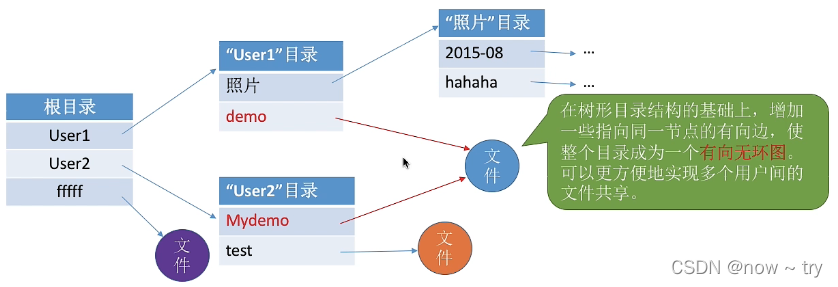 根目录
User1
User2
fffff
“User1”目录
照片
demo
“User2”目录
Mydemo
test
“照片”目录
2015-08
hahaha
...
...
文
件
文
件
文
件
在树形目录结构的基础上，增加
一些指向同一节点的有向边，使
整个目录成为一个有向无环图。
可以更方便地实现多个用户间的
文件共享。
CSDN @now ~ try